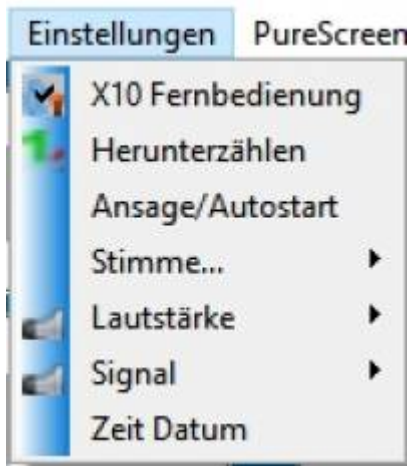 Einstellungen PureScreen
X10 Fernbedienung
Herunterzählen
Ansage/Autostart
Stimme...
Lautstärke
Signal
Zeit Datum